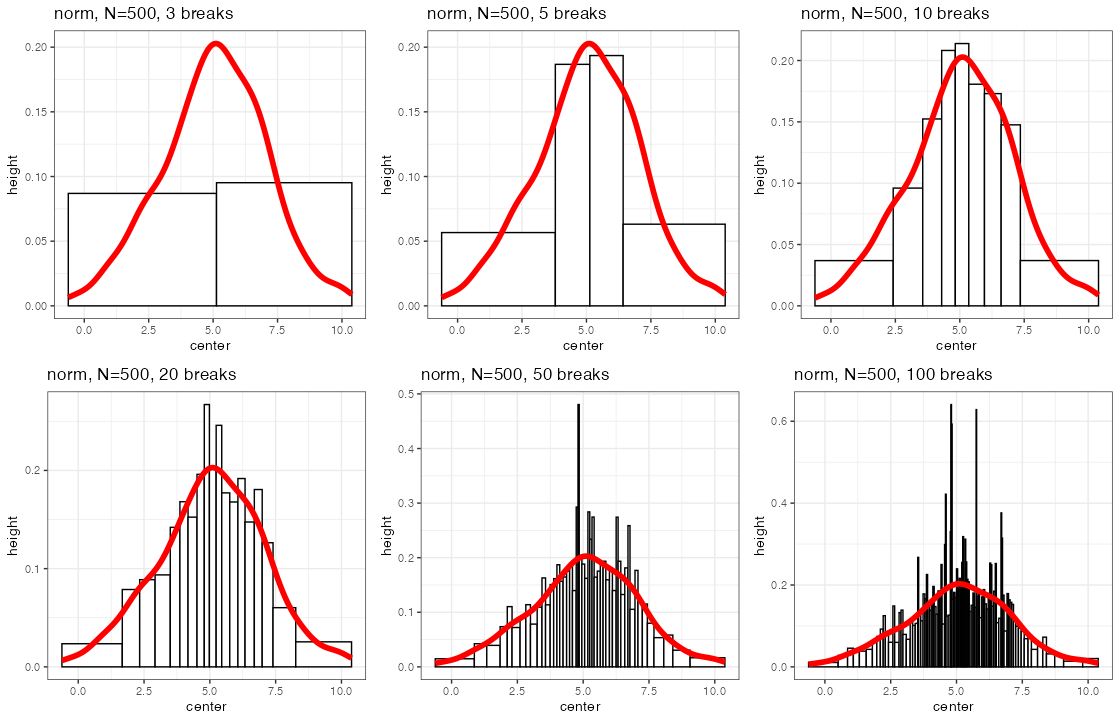 norm, N=500, 3 breaks
height
0.20
0.15
0.10
0.05
0.00
0.0 2.5 5.0 7.5 10.0
center
norm, N=500, 5 breaks
height
0.20
0.15
0.10
0.05
0.00
0.0 2.5 5.0 7.5 10.0
center
norm, N=500, 10 breaks
height
0.20
0.15
0.10
0.05
0.00
0.0 2.5 5.0 7.5 10.0
center
norm, N=500, 20 breaks
height
0.2
0.1
0.0
0.0 2.5 5.0 7.5 10.0
center
norm, N=500, 50 breaks
height
0.5
0.4
0.3
0.2
0.1
0.0
0.0 2.5 5.0 7.5 10.0
center
norm, N=500, 100 breaks
height
0.6
0.4
0.2
0.0
0.0 2.5 5.0 7.5 10.0
center